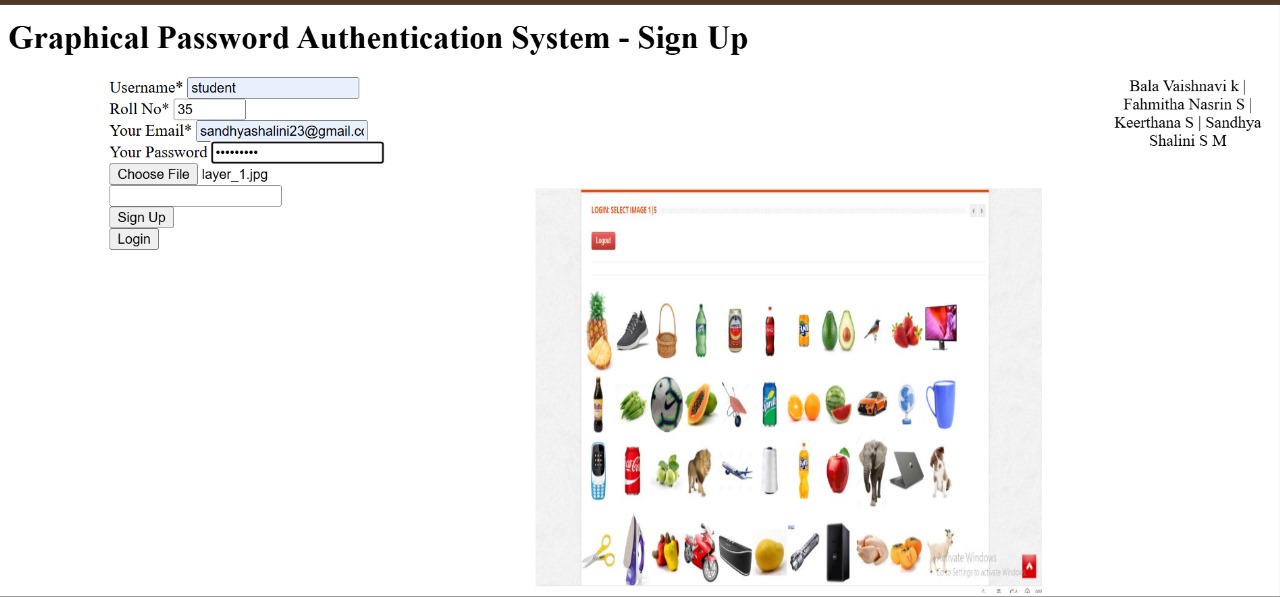 Graphical Password Authentication System - Sign Up
Username* student
Roll No* 35
Your Email* sandhyashalini23@gmail.co
Your Password •••••••••
Choose File layer_1.jpg
Sign Up
Login
Bala Vaishnavi k |
Fahmitha Nasrin S |
Keerthana S | Sandhya
Shalini S M
LOGIN: SELECT IMAGE 1|5
Logout
Activate Windows
Go to Settings to activate Windows